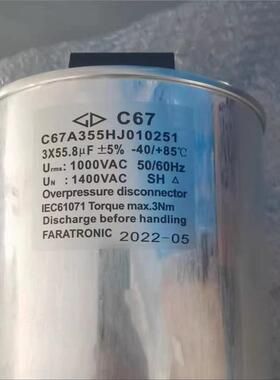 C67
C67A355HJ010251
3X55.8μF ±5% -40/+85℃
Urms: 1000VAC 50/60Hz
UN : 1400VAC SH △
Overpressure disconnector
IEC61071 Torque max.3Nm
Discharge before handling
FARATRONIC 2022-05